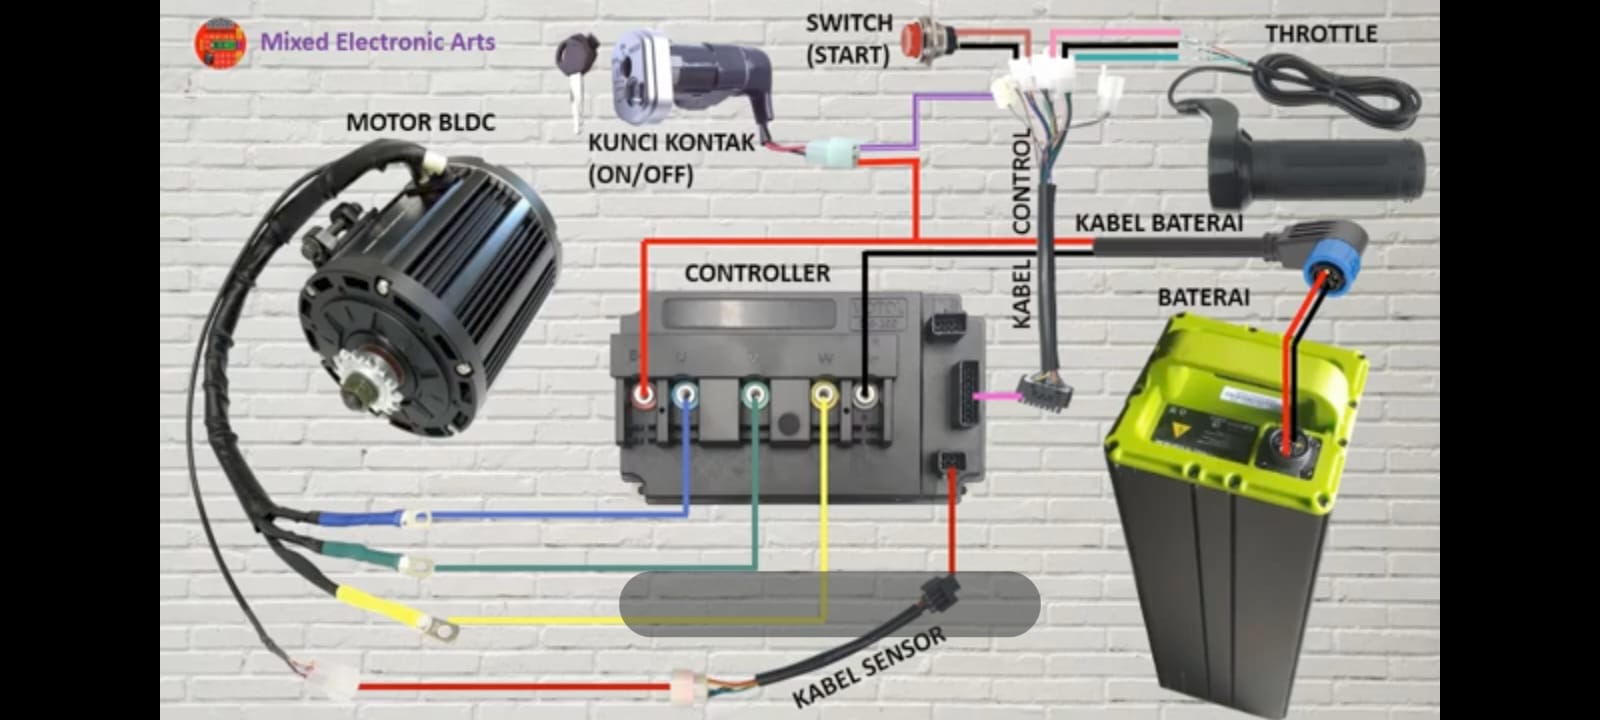 Mixed Electronic Arts
SWITCH
(START)
THROTTLE
MOTOR BLDC
KUNCI KONTAK
(ON/OFF)
KABEL CONTROL
KABEL BATERAI
CONTROLLER
BATERAI
B
U
V
W
KABEL SENSOR